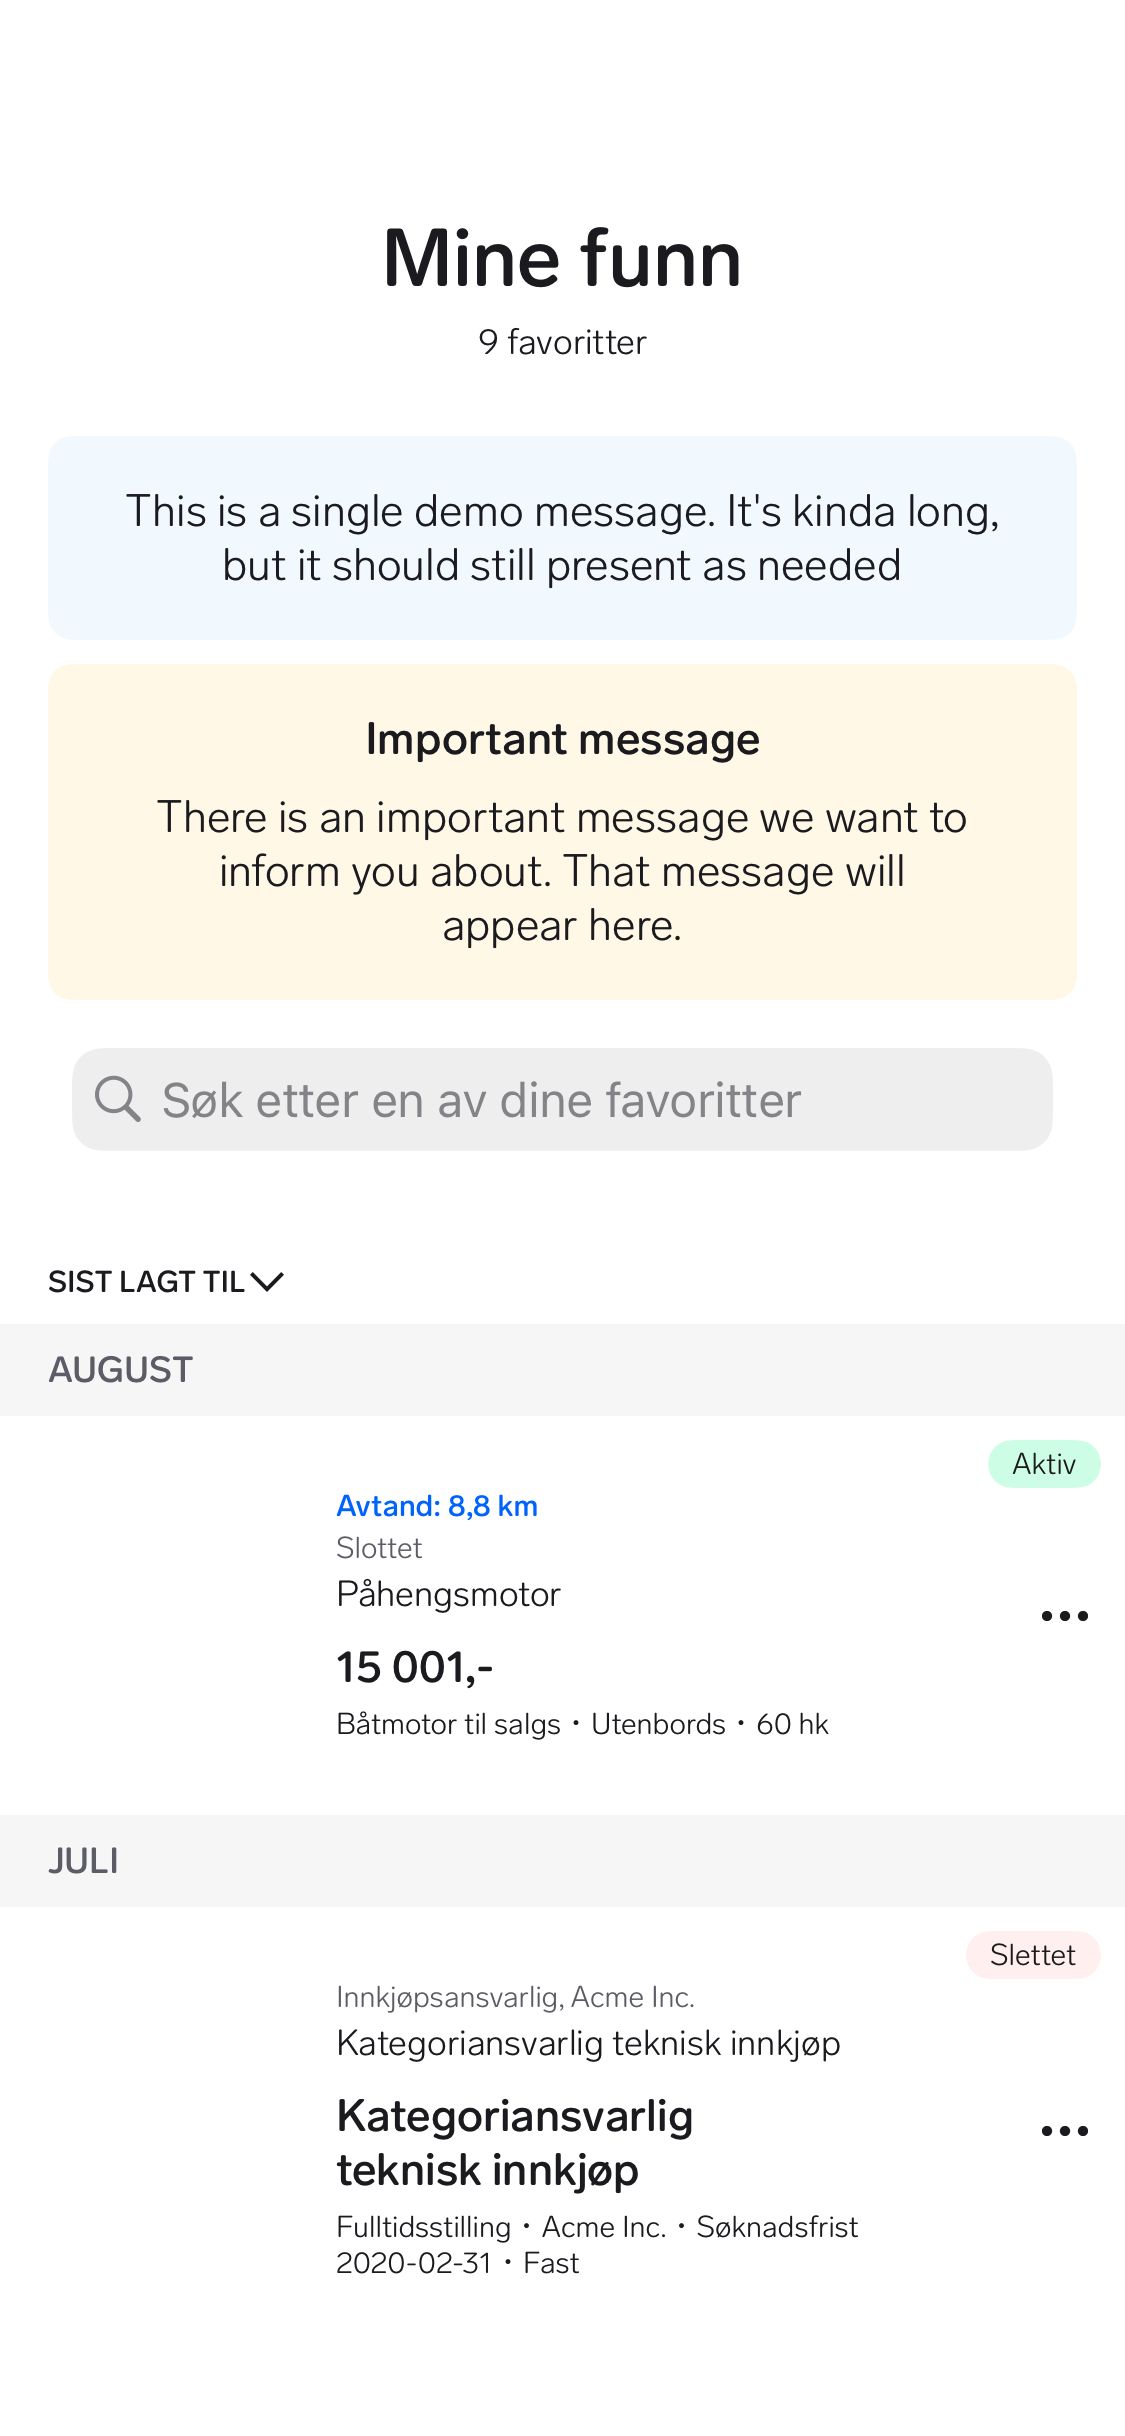 Mine funn
9 favoritter
This is a single demo message. It's kinda long,
but it should still present as needed
Important message
There is an important message we want to
inform you about. That message will
appear here.
Søk etter en av dine favoritter
SIST LAGT TIL
AUGUST
Aktiv
Avtand: 8,8 km
Slottet
Påhengsmotor
15 001,-
Båtmotor til salgs • Utenbords • 60 hk
JULI
Slettet
Innkjøpsansvarlig, Acme Inc.
Kategoriansvarlig teknisk innkjøp
Kategoriansvarlig
teknisk innkjøp
Fulltidsstilling • Acme Inc. • Søknadsfrist
2020-02-31 • Fast